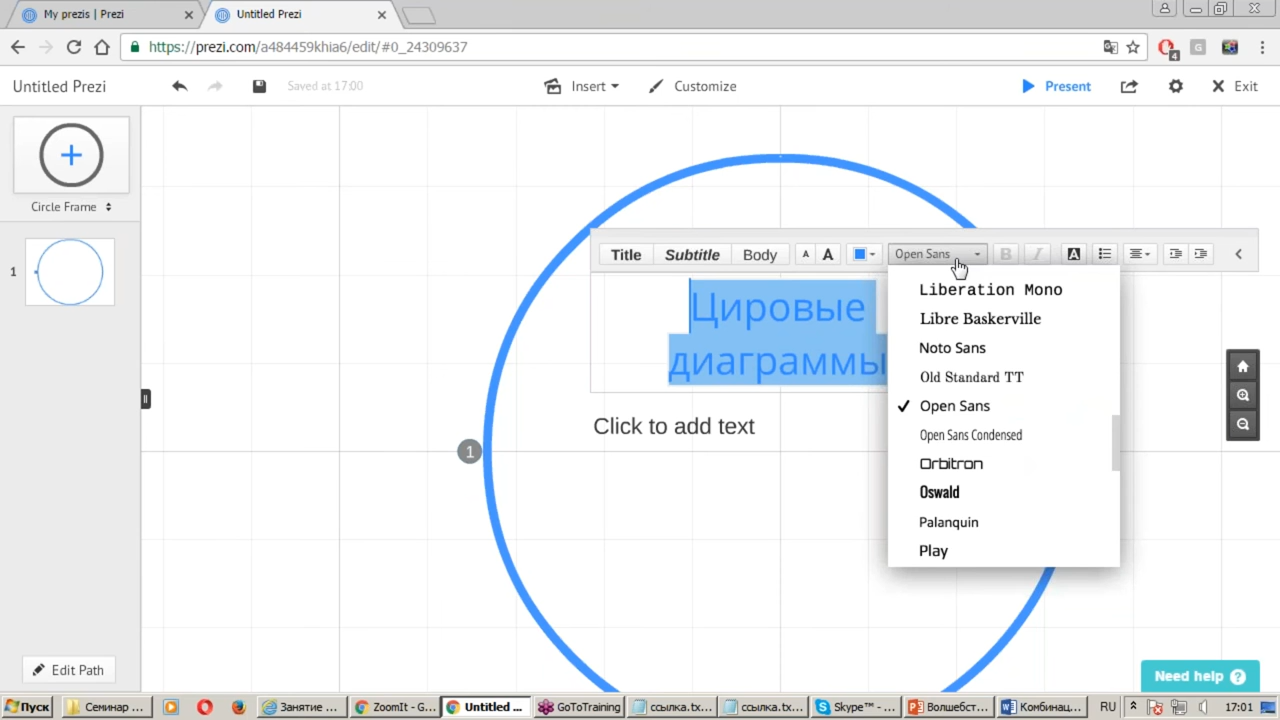 My prezis | Prezi
Untitled Prezi
https://prezi.com/a484459khia6/edit/#0_24309637
4
G
Untitled Prezi
Saved at 17:00
Insert
Customize
Present
Exit
Circle Frame
1
Title
Subtitle
Body
A
A
Open Sans
B
I
A
Цировые
диаграммы
Liberation Mono
Libre Baskerville
Noto Sans
Old Standard TT
Open Sans
Open Sans Condensed
Orbitron
Oswald
Palanquin
Play
Click to add text
1
Edit Path
Need help ?
Пуск
Семинар ...
Занятие ...
ZoomIt - G...
Untitled ...
GoToTraining
ссылка.tx...
ссылка.tx...
Skype™ - ...
Волшебст...
Комбинац...
RU
17:01